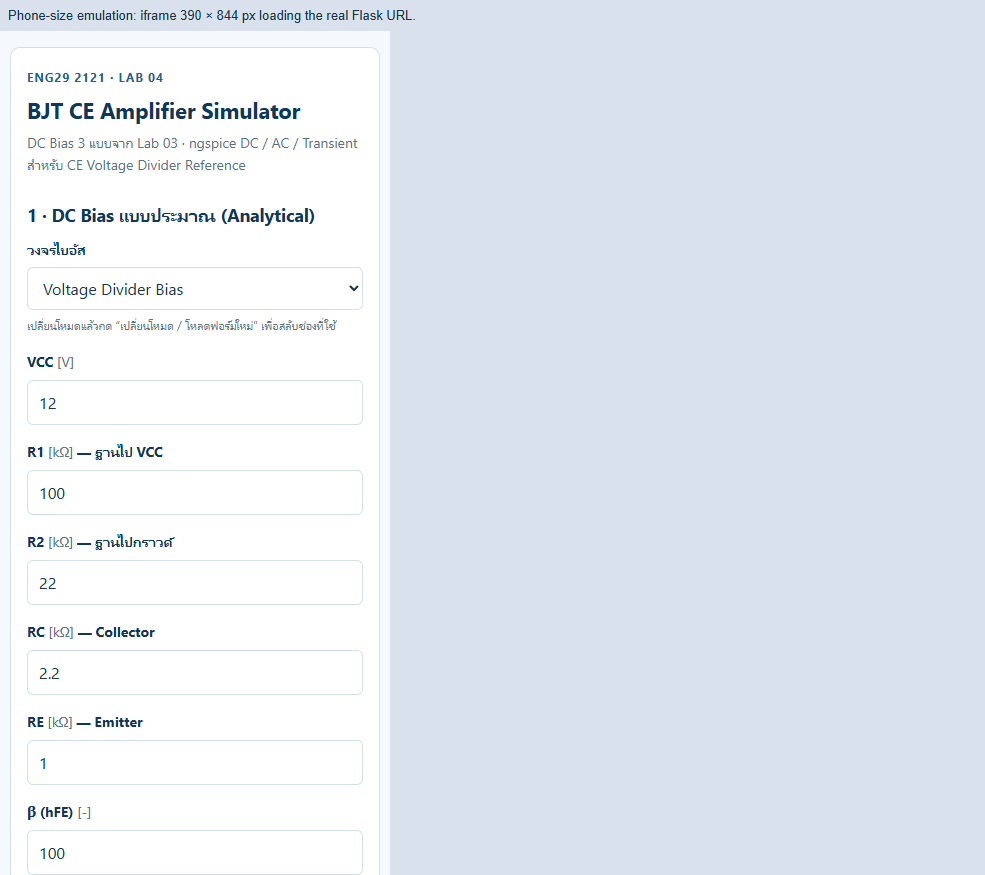 Phone-size emulation: iframe 390 × 844 px loading the real Flask URL.
ENG29 2121 · LAB 04
BJT CE Amplifier Simulator
DC Bias 3 แบบจาก Lab 03 · ngspice DC / AC / Transient
สำหรับ CE Voltage Divider Reference
1 · DC Bias แบบประมาณ (Analytical)
วงจรไบอัส
Voltage Divider Bias
เปลี่ยนโหมดแล้วกด “เปลี่ยนโหมด / โหลดฟอร์มใหม่” เพื่อสลับช่องที่ใช้
VCC [V]
12
R1 [kΩ] — ฐานไป VCC
100
R2 [kΩ] — ฐานไปกราวด์
22
RC [kΩ] — Collector
2.2
RE [kΩ] — Emitter
1
β (hFE) [-]
100